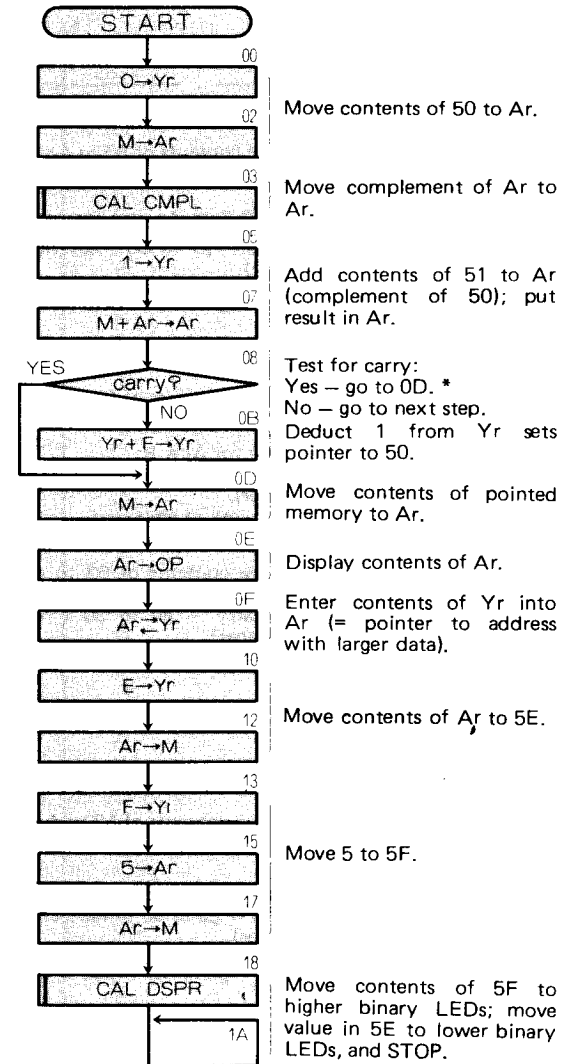 START
00
0→Yr
Move contents of 50 to Ar.
02
M→Ar
03
CAL CMPL
Move complement of Ar to
Ar.
05
1→Yr
Add contents of 51 to Ar
(complement of 50); put
result in Ar.
07
M+Ar→Ar
08
YES
carry?
Test for carry:
Yes – go to 0D. *
No – go to next step.
NO
0B
Yr+F→Yr
Deduct 1 from Yr sets
pointer to 50.
0D
M→Ar
Move contents of pointed
memory to Ar.
0E
Ar→OP
Display contents of Ar.
0F
Ar⇄Yr
Enter contents of Yr into
Ar (= pointer to address
with larger data).
10
E→Yr
Move contents of Ar to 5E.
12
Ar→M
13
F→Yr
15
5→Ar
Move 5 to 5F.
17
Ar→M
18
CAL DSPR
Move contents of 5F to
higher binary LEDs; move
value in 5E to lower binary
LEDs, and STOP.
1A